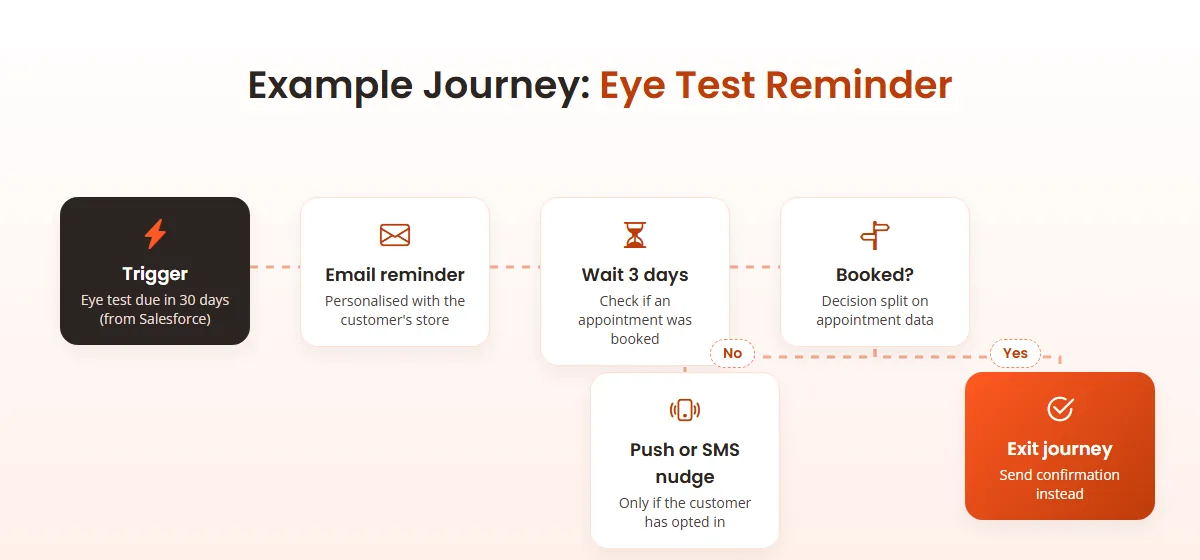 Example Journey: Eye Test Reminder
Trigger
Eye test due in 30 days
(from Salesforce)
Email reminder
Personalised with the
customer's store
Wait 3 days
Check if an
appointment was
booked
Booked?
Decision split on
appointment data
No
Yes
Push or SMS
nudge
Only if the customer
has opted in
Exit journey
Send confirmation
instead